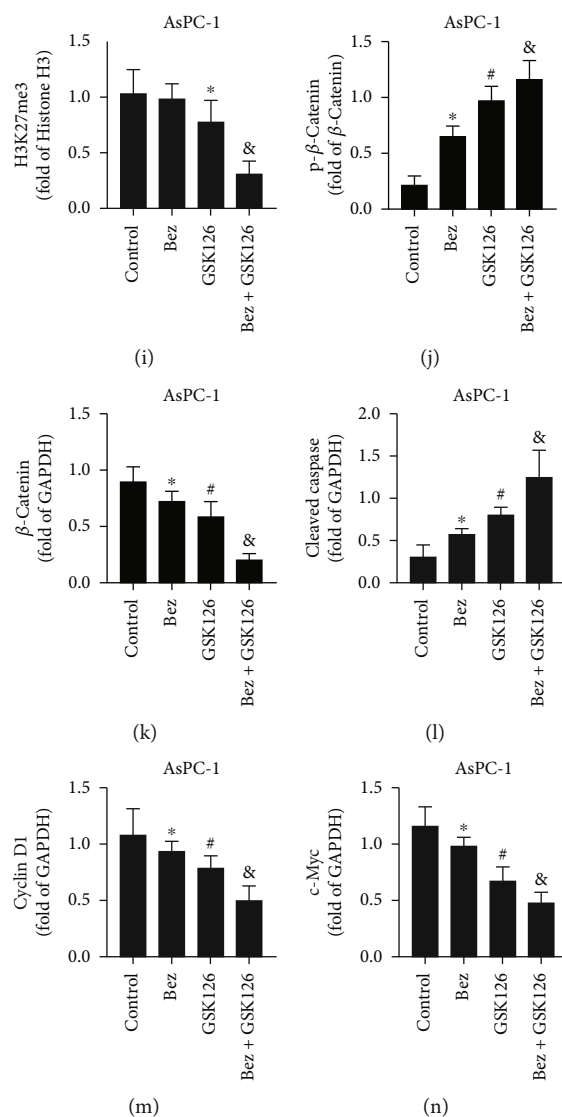 AsPC-1
H3K27me3
(fold of Histone H3)
1.5
1.0
0.5
0.0
*
&
Control
Bez
GSK126
Bez + GSK126
(i)
AsPC-1
p-β-Catenin
(fold of β-Catenin)
1.5
1.0
0.5
0.0
*
#
&
Control
Bez
GSK126
Bez + GSK126
(j)
AsPC-1
β-Catenin
(fold of GAPDH)
1.5
1.0
0.5
0.0
*
#
&
Control
Bez
GSK126
Bez + GSK126
(k)
AsPC-1
Cleaved caspase
(fold of GAPDH)
2.0
1.5
1.0
0.5
0.0
*
#
&
Control
Bez
GSK126
Bez + GSK126
(l)
AsPC-1
Cyclin D1
(fold of GAPDH)
1.5
1.0
0.5
0.0
*
#
&
Control
Bez
GSK126
Bez + GSK126
(m)
AsPC-1
c-Myc
(fold of GAPDH)
1.5
1.0
0.5
0.0
*
#
&
Control
Bez
GSK126
Bez + GSK126
(n)